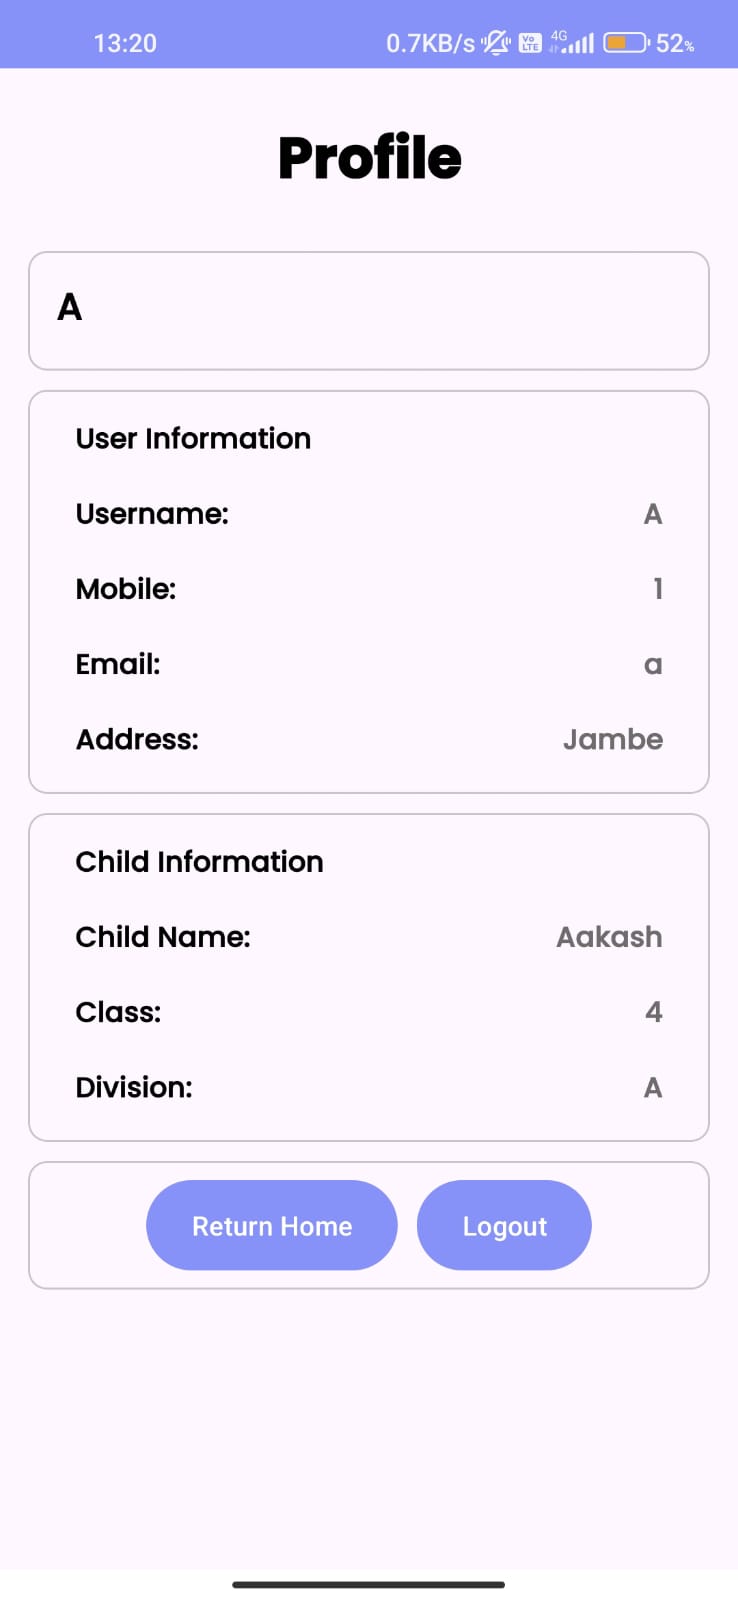 13:20 0.7KB/s Vo LTE 4G 52%
Profile
A
User Information
Username: A
Mobile: 1
Email: a
Address: Jambe
Child Information
Child Name: Aakash
Class: 4
Division: A
Return Home Logout